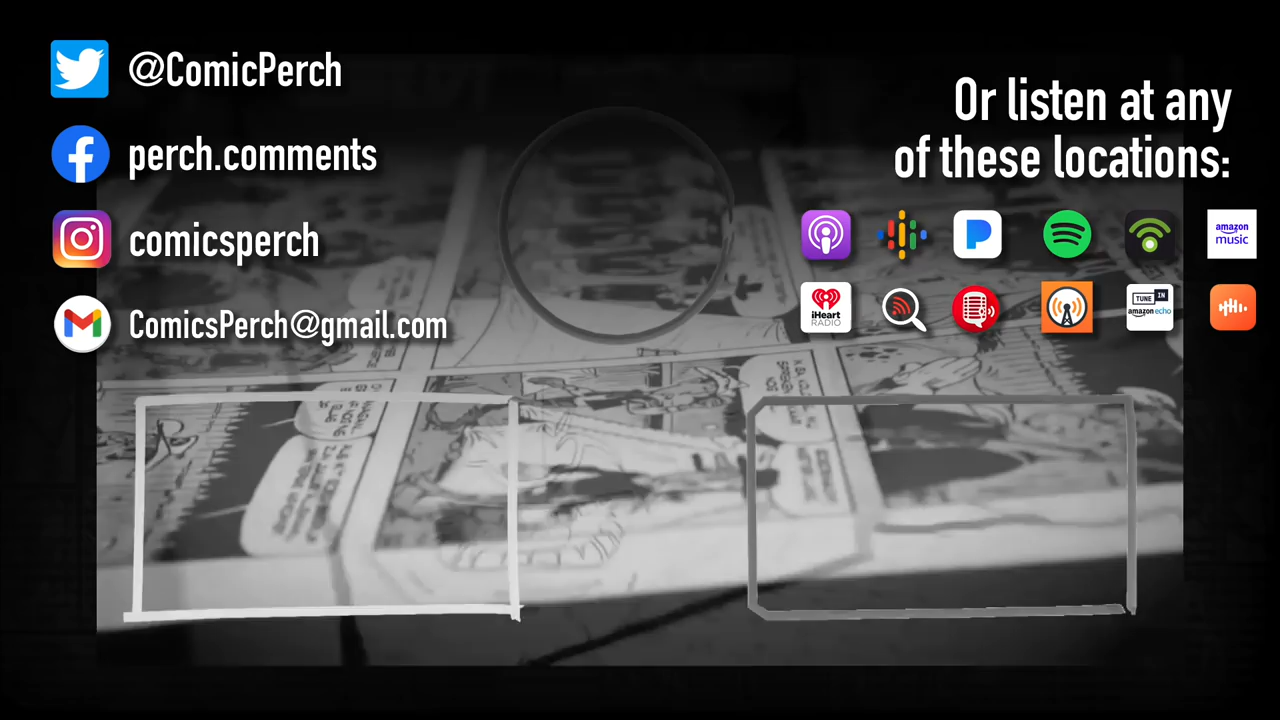 @ComicPerch
perch.comments
comicsperch
ComicsPerch@gmail.com
Or listen at any
of these locations:
amazon
music
iHeart
RADIO
TUNE IN
amazon echo